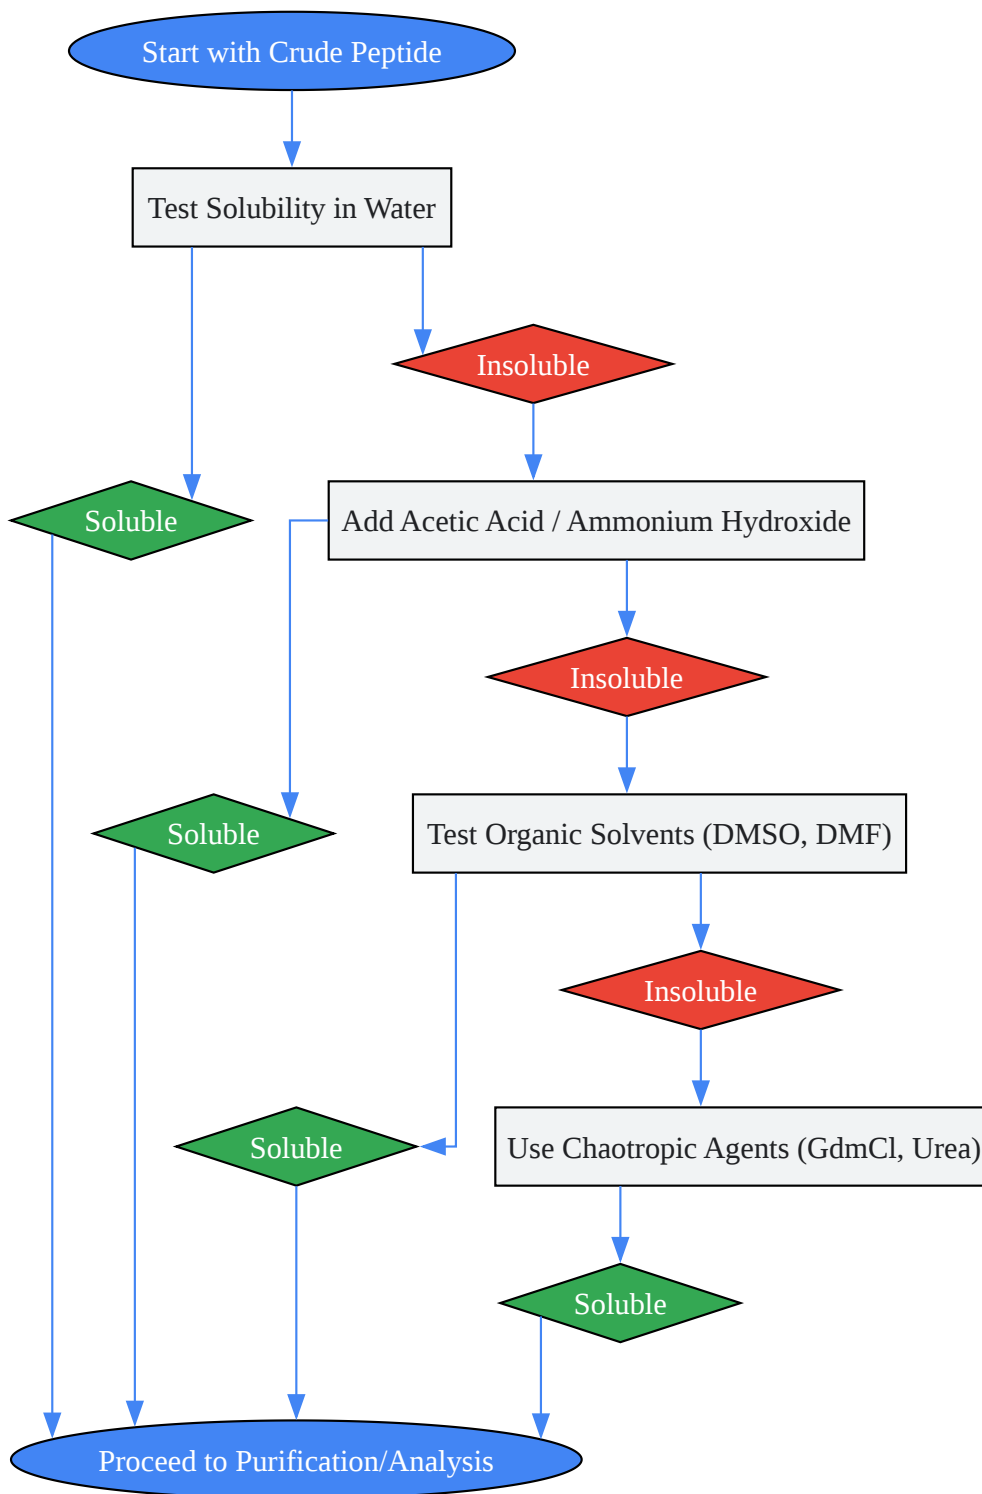 Start with Crude Peptide
Test Solubility in Water
Insoluble
Soluble
Add Acetic Acid / Ammonium Hydroxide
Insoluble
Soluble
Test Organic Solvents (DMSO, DMF)
Insoluble
Soluble
Use Chaotropic Agents (GdmCl, Urea)
Soluble
Proceed to Purification/Analysis